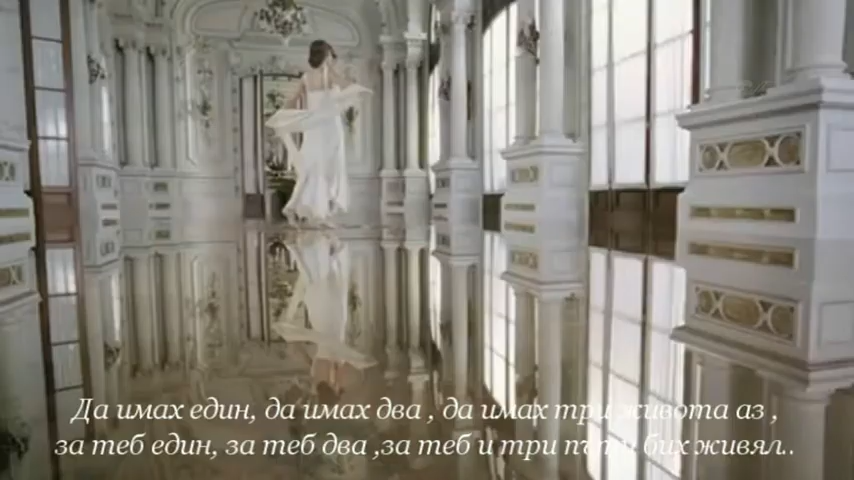 Да имах един, да имах два , да имах три живота аз ,
за теб един, за теб два ,за теб и три пъти бих живял..